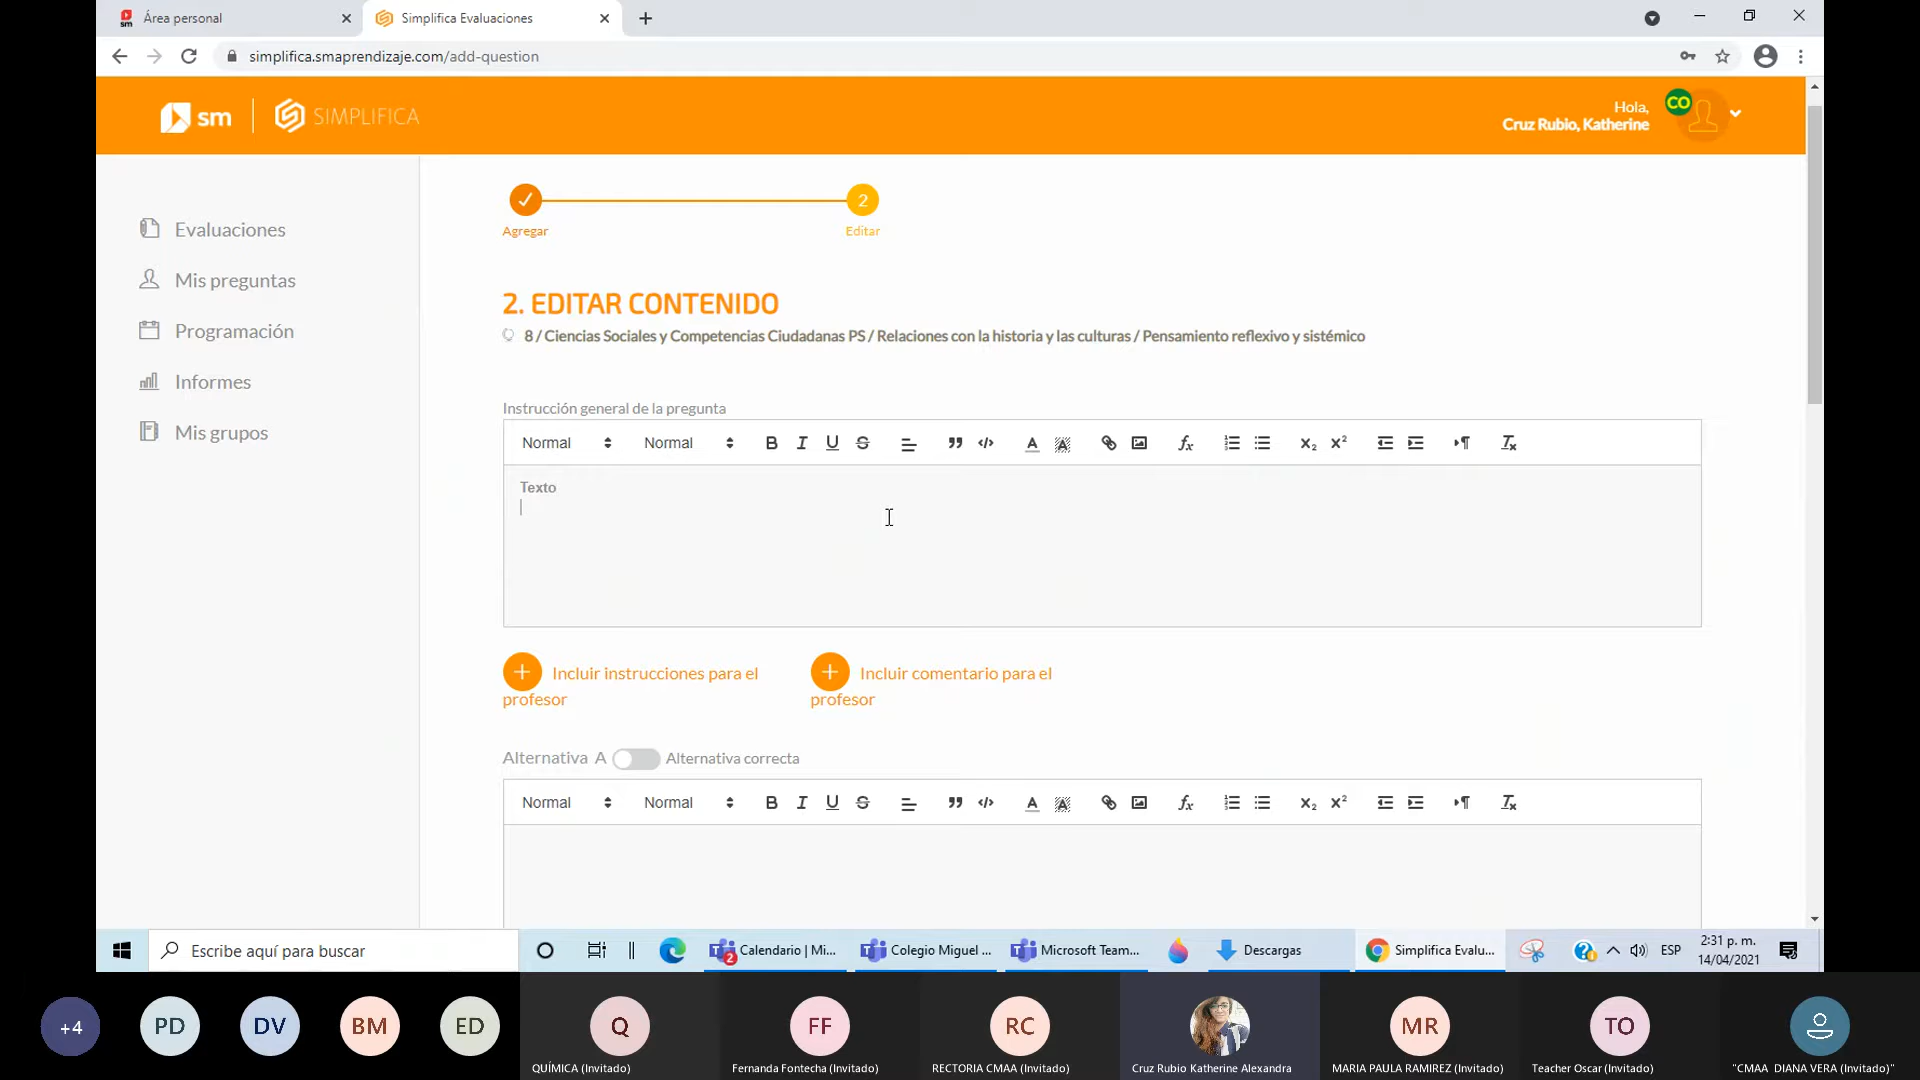 Área personal
Simplifica Evaluaciones
simplifica.smaprendizaje.com/add-question
sm
SIMPLIFICA
Hola,
Cruz Rubio, Katherine
CO
Evaluaciones
Mis preguntas
Programación
Informes
Mis grupos
2
Agregar
Editar
2. EDITAR CONTENIDO
8 / Ciencias Sociales y Competencias Ciudadanas PS / Relaciones con la historia y las culturas / Pensamiento reflexivo y sistémico
Instrucción general de la pregunta
Normal Normal
Texto
Incluir instrucciones para el profesor
Incluir comentario para el profesor
Alternativa A
Alternativa correcta
Normal Normal
Escribe aquí para buscar
2
Calendario | Mi...
Colegio Miguel ...
Microsoft Team...
Descargas
Simplifica Evalu...
ESP
2:31 p. m.
14/04/2021
+4
PD
DV
BM
ED
Q
QUÍMICA (Invitado)
FF
Fernanda Fontecha (Invitado)
RC
RECTORIA CMAA (Invitado)
Cruz Rubio Katherine Alexandra
MR
MARIA PAULA RAMIREZ (Invitado)
TO
Teacher Oscar (Invitado)
"CMAA DIANA VERA (Invitado)"